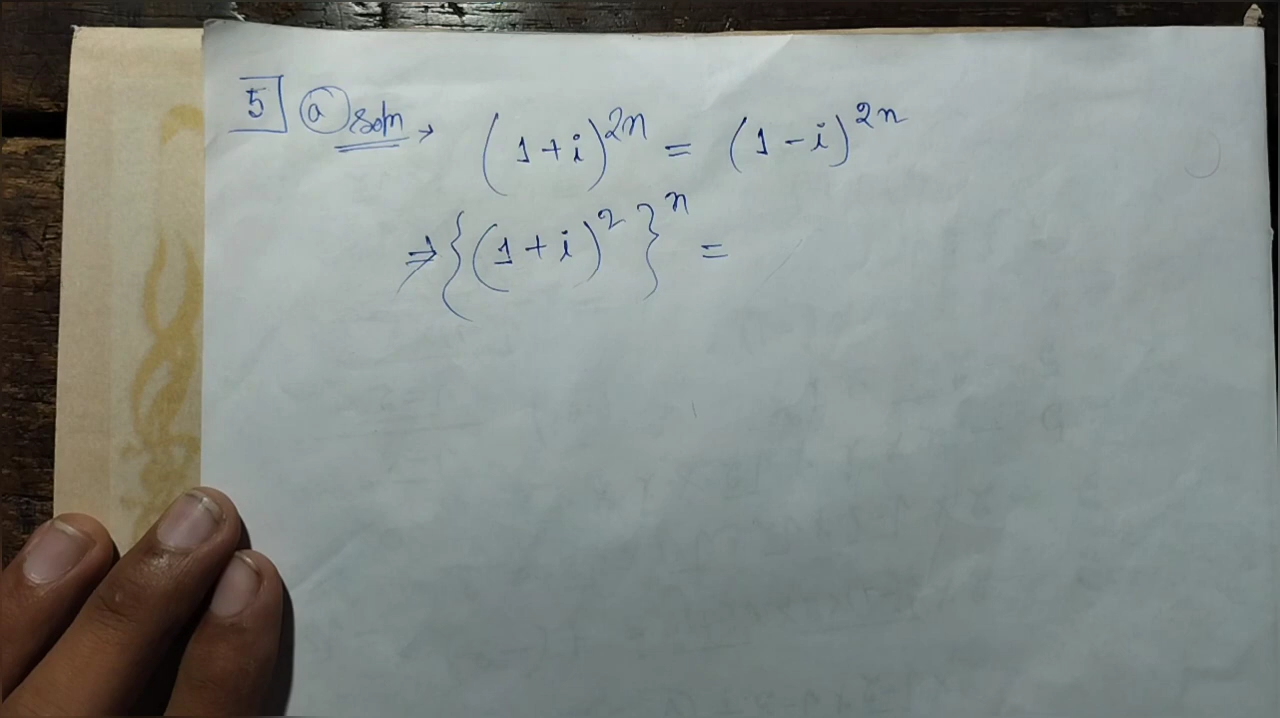 5 (a) Soln → (1+i)^{2n} = (1-i)^{2n}
⇒ {(1+i)^2}^n =